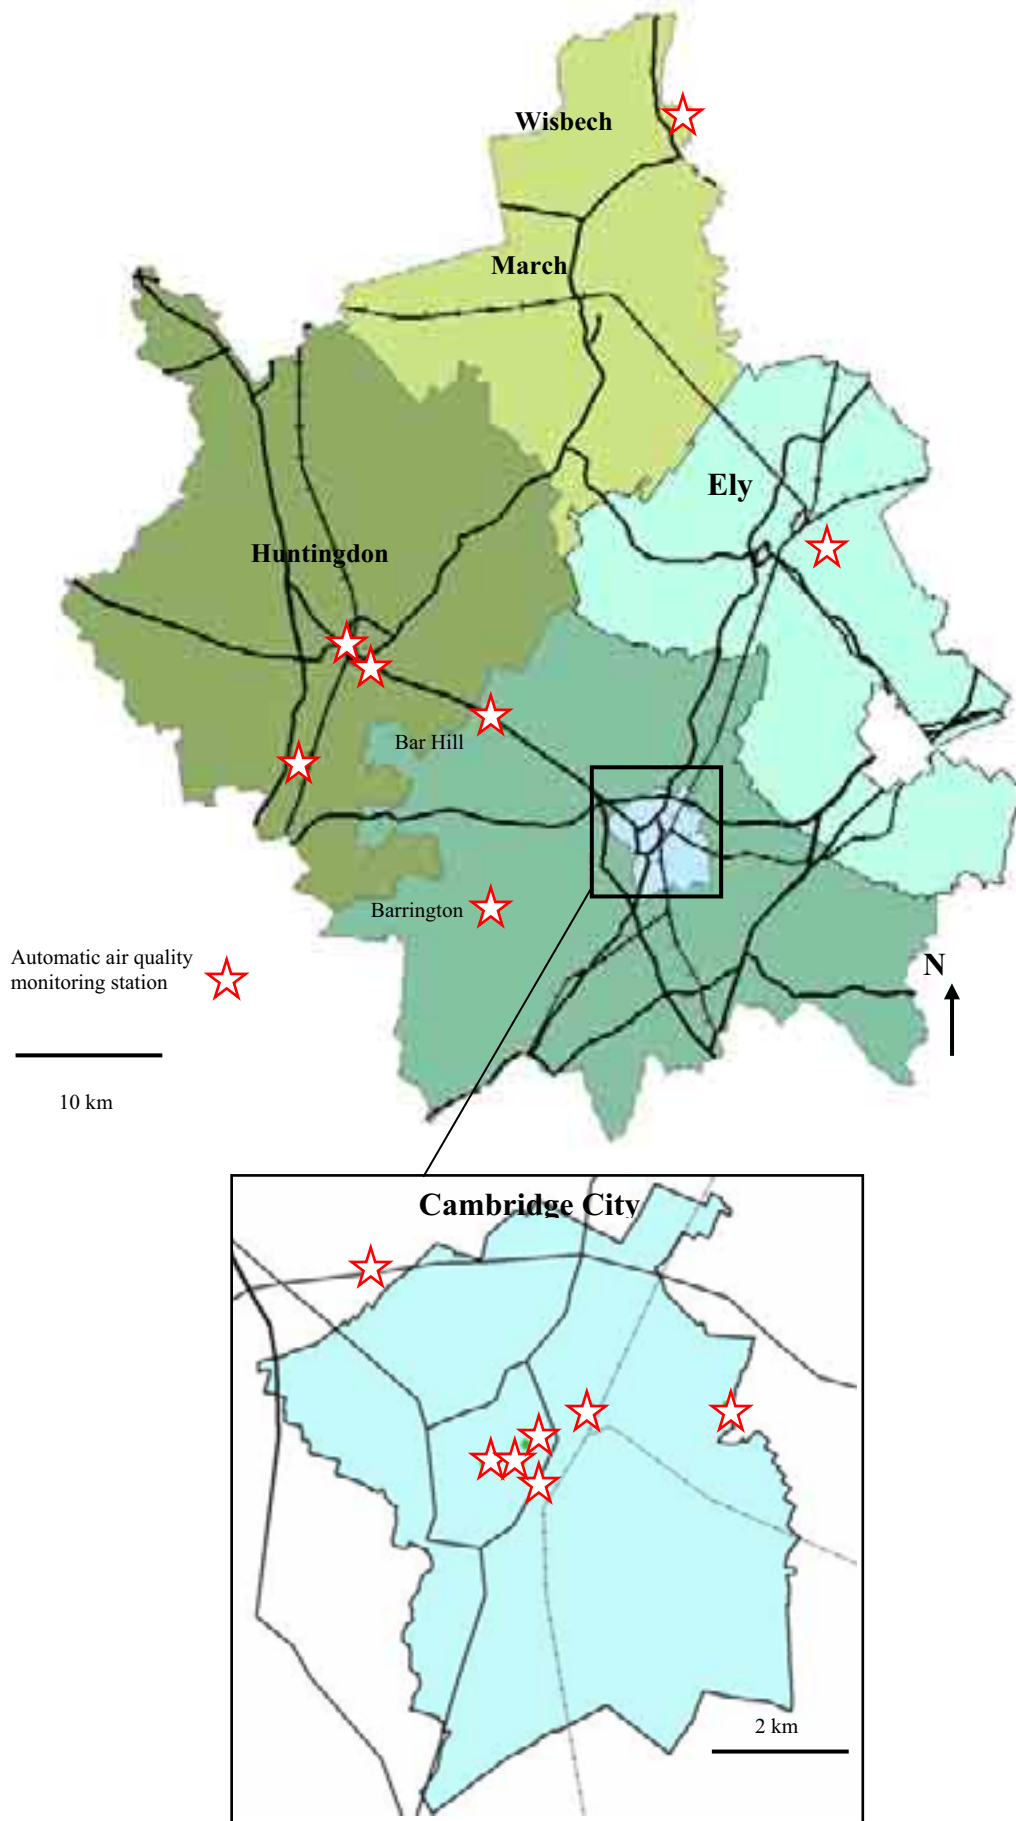 Wisbech
March
Ely
Huntingdon
Bar Hill
Barrington
Automatic air quality
monitoring station
N
10 km
Cambridge City
2 km